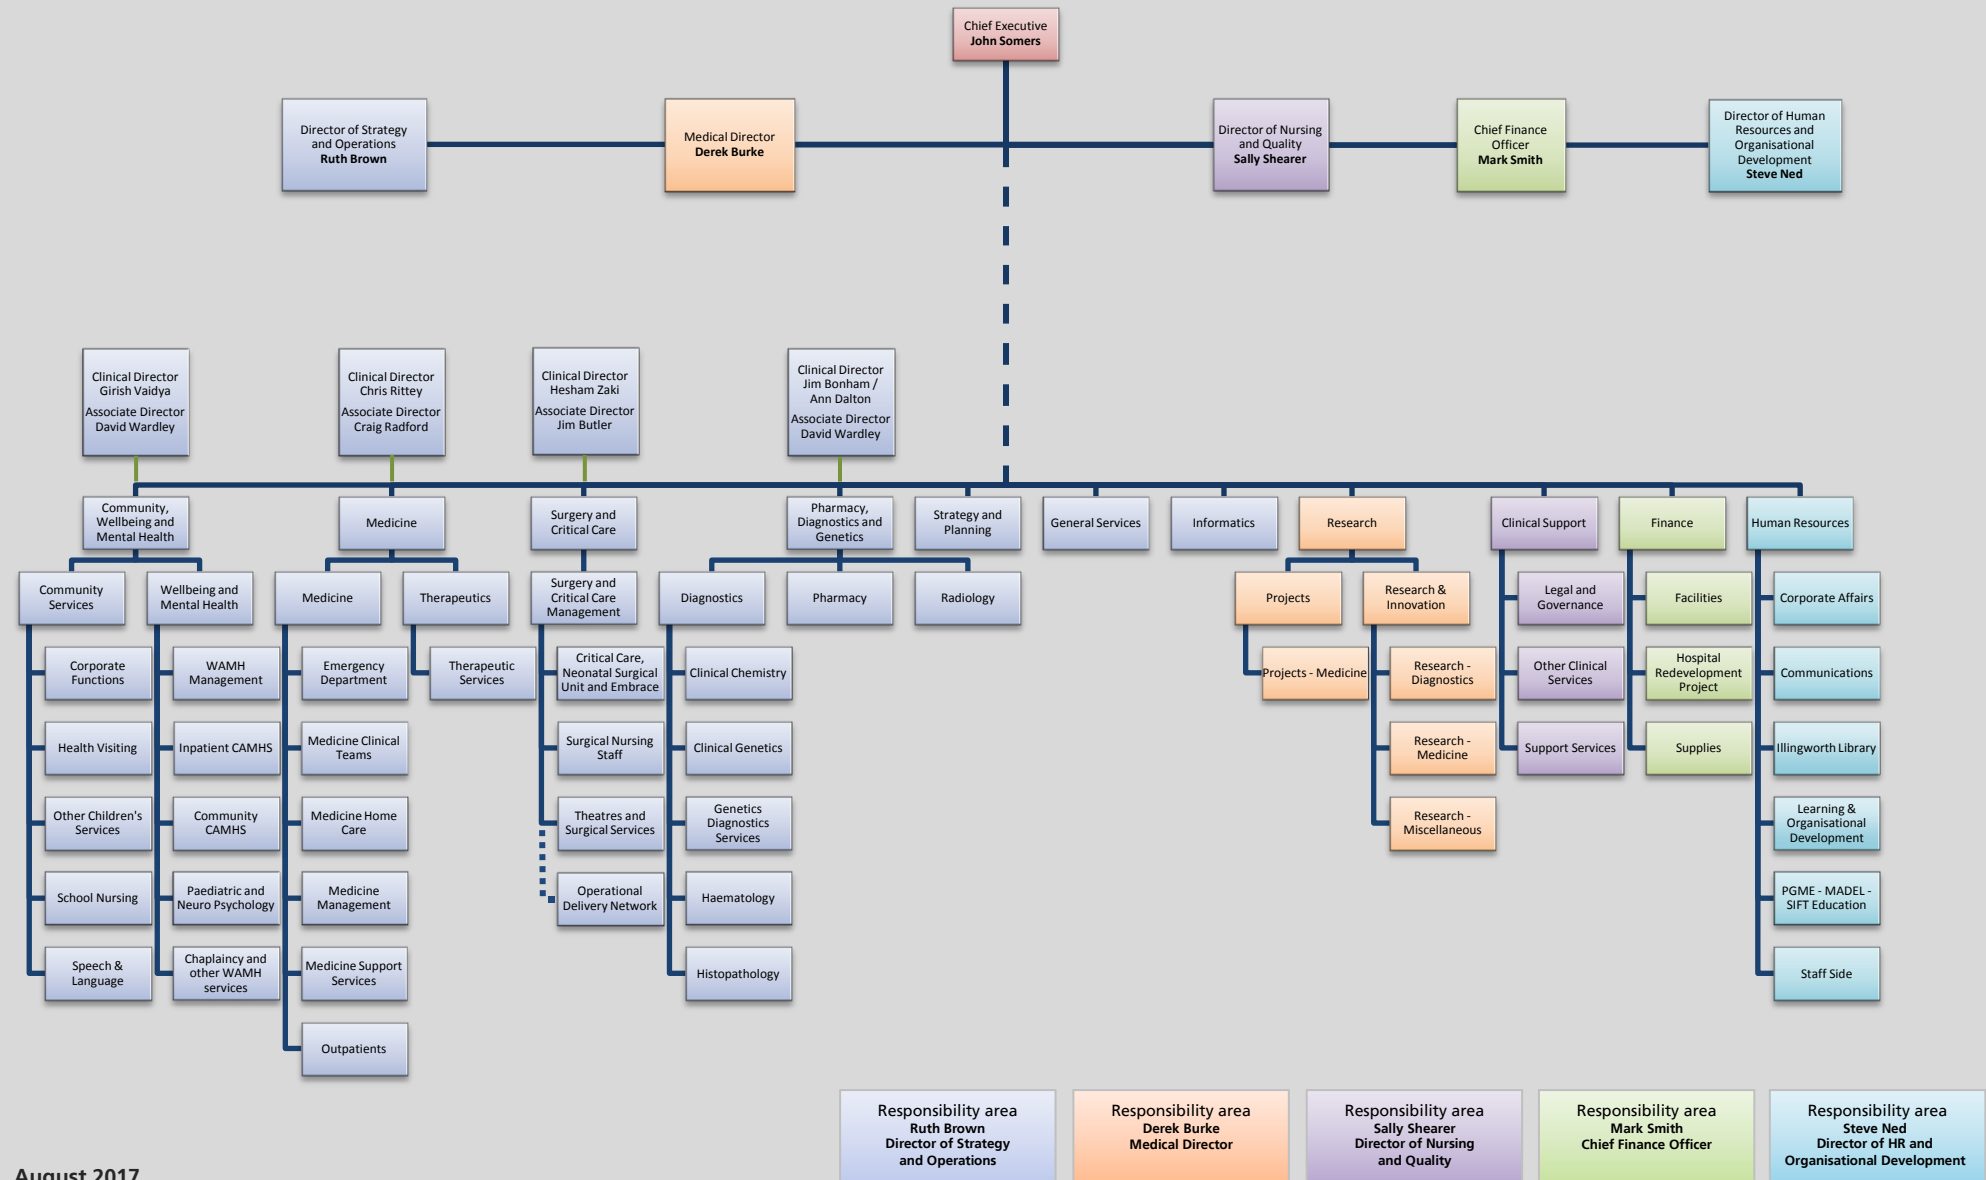 Chief Executive
John Somers
Director of Strategy
and Operations
Ruth Brown
Medical Director
Derek Burke
Director of Nursing
and Quality
Sally Shearer
Chief Finance
Officer
Mark Smith
Director of Human
Resources and
Organisational
Development
Steve Ned
Clinical Director
Girish Vaidya
Associate Director
David Wardley
Clinical Director
Chris Rittey
Associate Director
Craig Radford
Clinical Director
Hesham Zaki
Associate Director
Jim Butler
Clinical Director
Jim Bonham /
Ann Dalton
Associate Director
David Wardley
Community,
Wellbeing and
Mental Health
Medicine
Surgery and
Critical Care
Pharmacy,
Diagnostics and
Genetics
Strategy and
Planning
General Services
Informatics
Research
Clinical Support
Finance
Human Resources
Community
Services
Wellbeing and
Mental Health
Medicine
Therapeutics
Surgery and
Critical Care
Management
Diagnostics
Pharmacy
Radiology
Projects
Research &
Innovation
Legal and
Governance
Facilities
Corporate Affairs
Corporate
Functions
WAMH
Management
Emergency
Department
Therapeutic
Services
Critical Care,
Neonatal Surgical
Unit and Embrace
Clinical Chemistry
Projects - Medicine
Research -
Diagnostics
Other Clinical
Services
Hospital
Redevelopment
Project
Communications
Health Visiting
Inpatient CAMHS
Medicine Clinical
Teams
Surgical Nursing
Staff
Clinical Genetics
Research -
Medicine
Support Services
Supplies
Illingworth Library
Other Children's
Services
Community
CAMHS
Medicine Home
Care
Theatres and
Surgical Services
Genetics
Diagnostics
Services
Research -
Miscellaneous
Learning &
Organisational
Development
School Nursing
Paediatric and
Neuro Psychology
Medicine
Management
Operational
Delivery Network
Haematology
PGME - MADEL -
SIFT Education
Speech &
Language
Chaplaincy and
other WAMH
services
Medicine Support
Services
Histopathology
Staff Side
Outpatients
Responsibility area
Ruth Brown
Director of Strategy
and Operations
Responsibility area
Derek Burke
Medical Director
Responsibility area
Sally Shearer
Director of Nursing
and Quality
Responsibility area
Mark Smith
Chief Finance Officer
Responsibility area
Steve Ned
Director of HR and
Organisational Development
August 2017